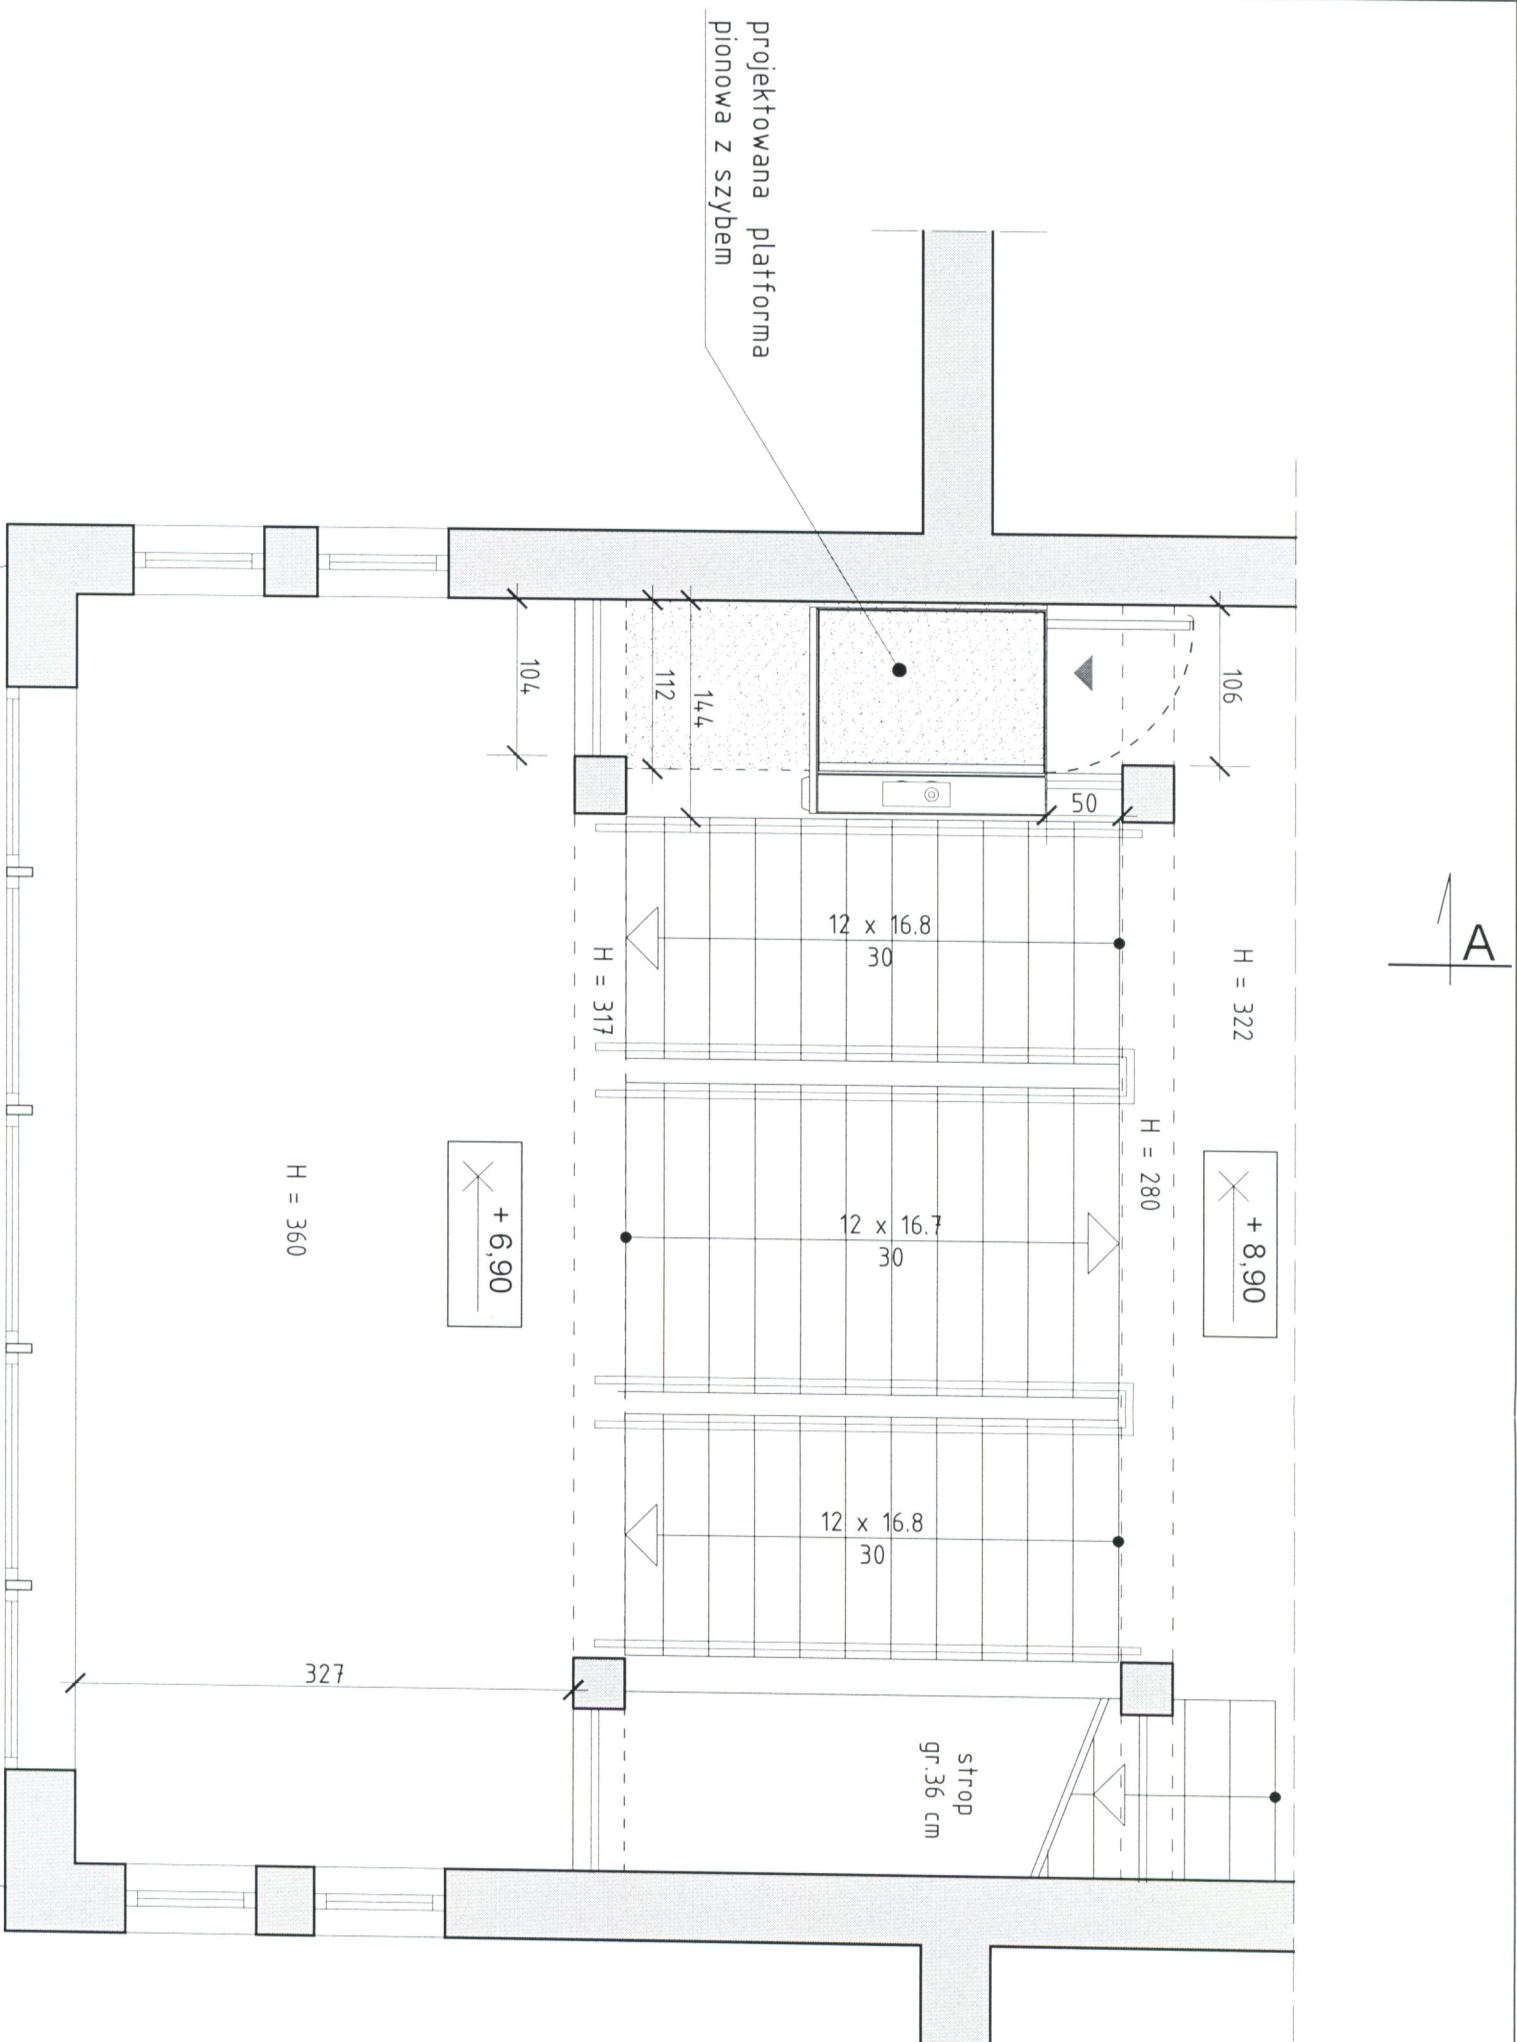 projektowana platforma
pionowa z szybem
A
106
104
112
144
50
12 x 16.8
30
H = 317
H = 322
H = 280
12 x 16.7
30
H = 360
+ 6,90
+ 8,90
12 x 16.8
30
327
strop
gr.36 cm